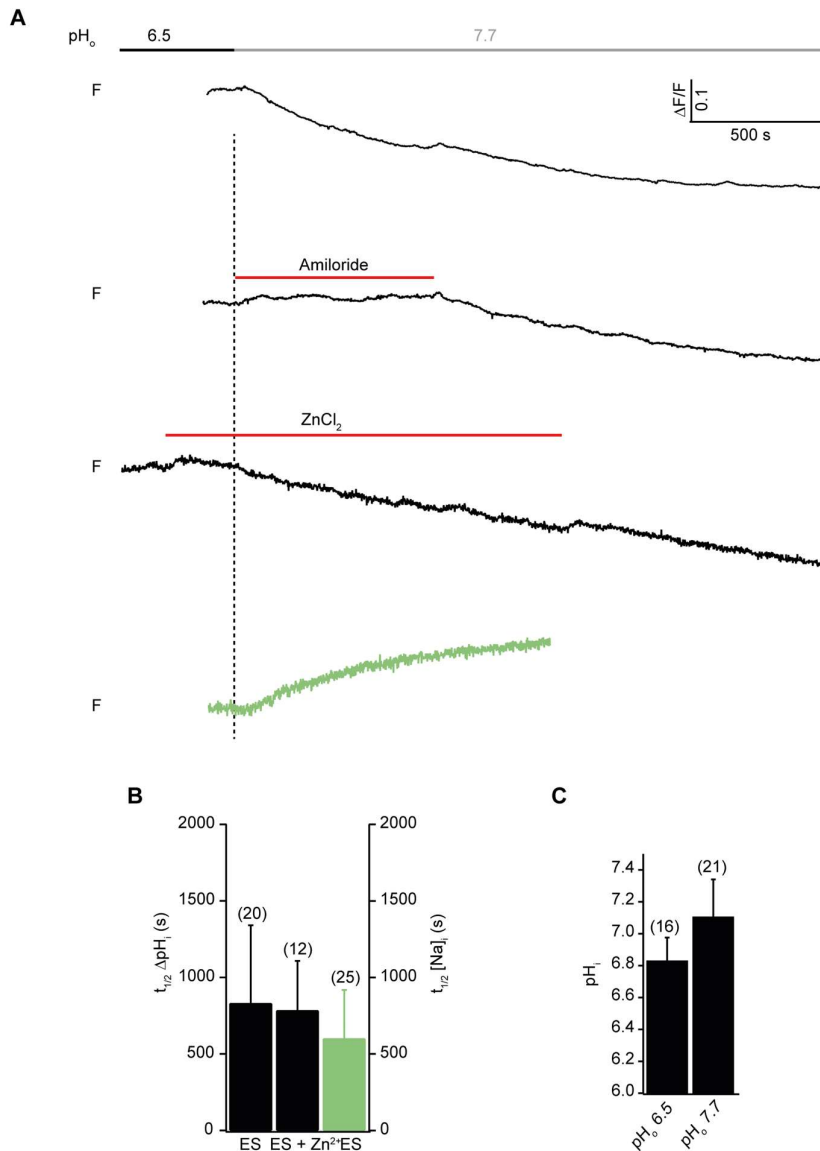 A
pHₒ 6.5 7.7
F
ΔF/F
0.1
500 s
Amiloride
F
ZnCl₂
F
F
B
C
2000 2000
1500 1500
1000 1000
500 500
0 0
t₁/₂ ΔpHᵢ (s)
t₁/₂ [Na]ᵢ (s)
(20)
(12)
(25)
ES ES + Zn²⁺ ES
7.4
7.2
7.0
6.8
6.6
6.4
6.2
6.0
pHᵢ
(16)
(21)
pHₒ 6.5
pHₒ 7.7